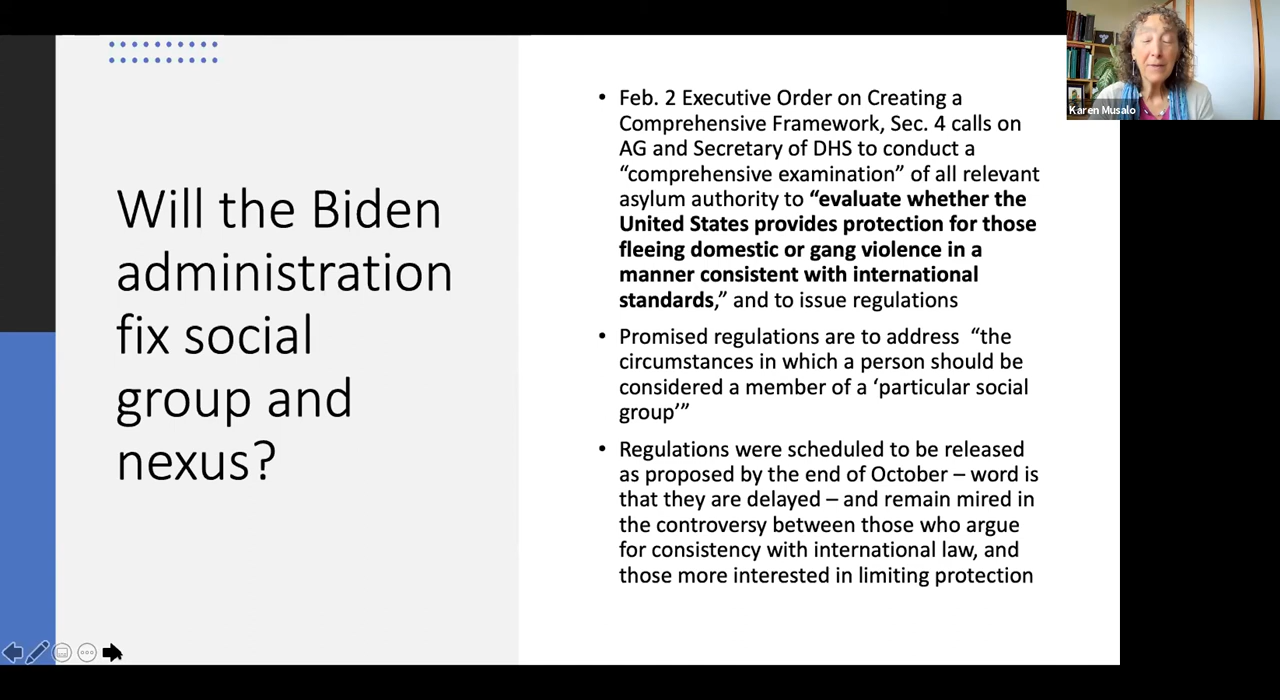 Karen Musalo
Will the Biden
administration
fix social
group and
nexus?
• Feb. 2 Executive Order on Creating a
Comprehensive Framework, Sec. 4 calls on
AG and Secretary of DHS to conduct a
“comprehensive examination” of all relevant
asylum authority to “evaluate whether the
United States provides protection for those
fleeing domestic or gang violence in a
manner consistent with international
standards,” and to issue regulations
• Promised regulations are to address “the
circumstances in which a person should be
considered a member of a ‘particular social
group’”
• Regulations were scheduled to be released
as proposed by the end of October – word is
that they are delayed – and remain mired in
the controversy between those who argue
for consistency with international law, and
those more interested in limiting protection